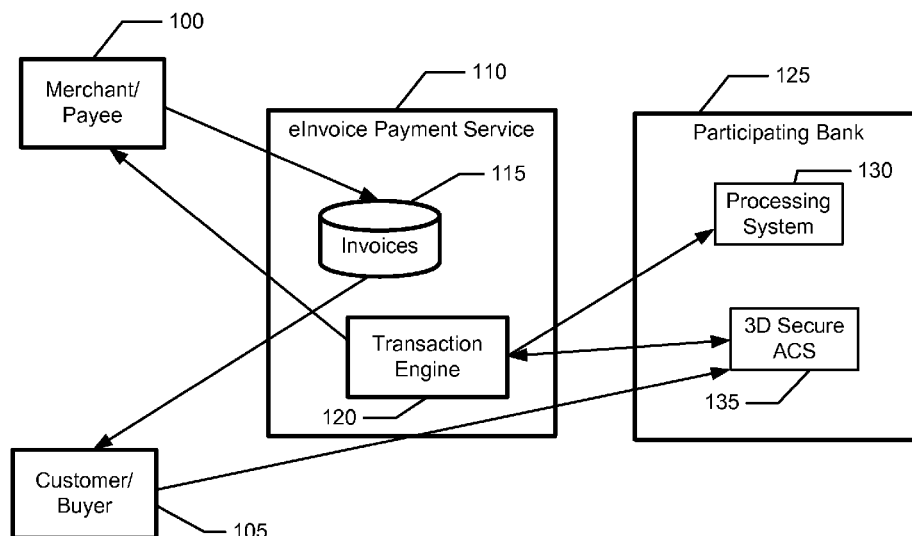 100
Merchant/
Payee
110
eInvoice Payment Service
115
Invoices
Transaction
Engine
120
125
Participating Bank
130
Processing
System
3D Secure
ACS
135
Customer/
Buyer
105